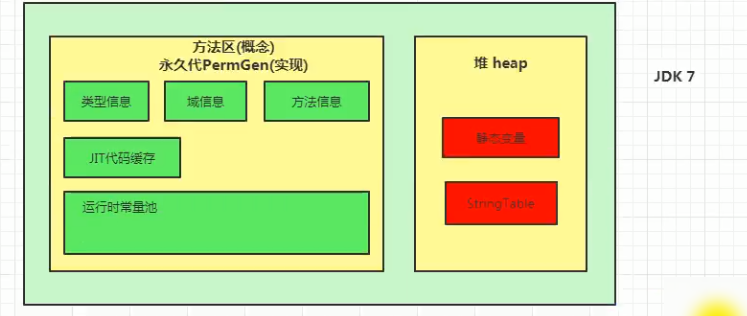 方法区(概念)
永久代PermGen(实现)
类型信息
域信息
方法信息
JIT代码缓存
运行时常量池
堆 heap
静态变量
StringTable
JDK 7